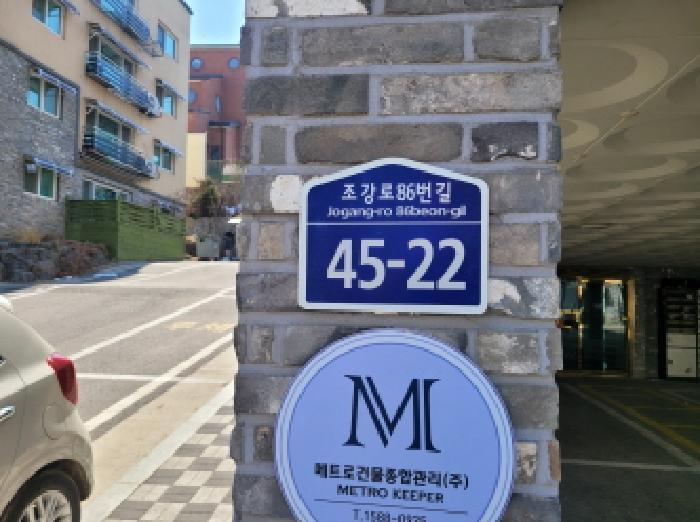 조강로86번길
Jogang-ro 86beon-gil
45-22
M
메트로건물종합관리(주)
METRO KEEPER